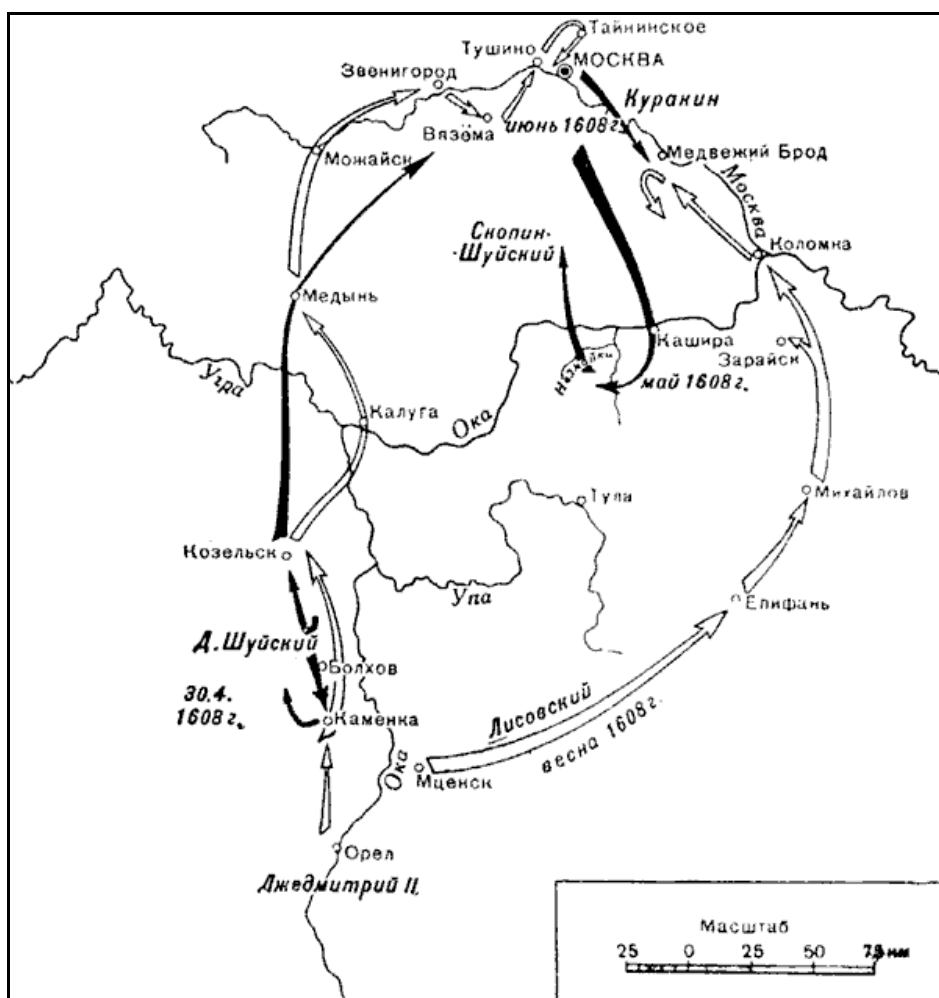 Тайнинское
Тушино
МОСКВА
Звенигород
Куракин
Вязёма
июнь 1608 г.
Можайск
Медвежий Брод
Москва
Скопин-
Шуйский
Коломна
Медынь
Кашира
Зарайск
май 1608 г.
Угра
Калуга
Ока
Михайлов
Тула
Козельск
Упа
Епифань
Д. Шуйский
Болхов
30.4.
1608 г.
Каменка
Лисовский
весна 1608 г.
Ока
Мценск
Орел
Лжедмитрий II.
Масштаб
25 0 25 50 75 км